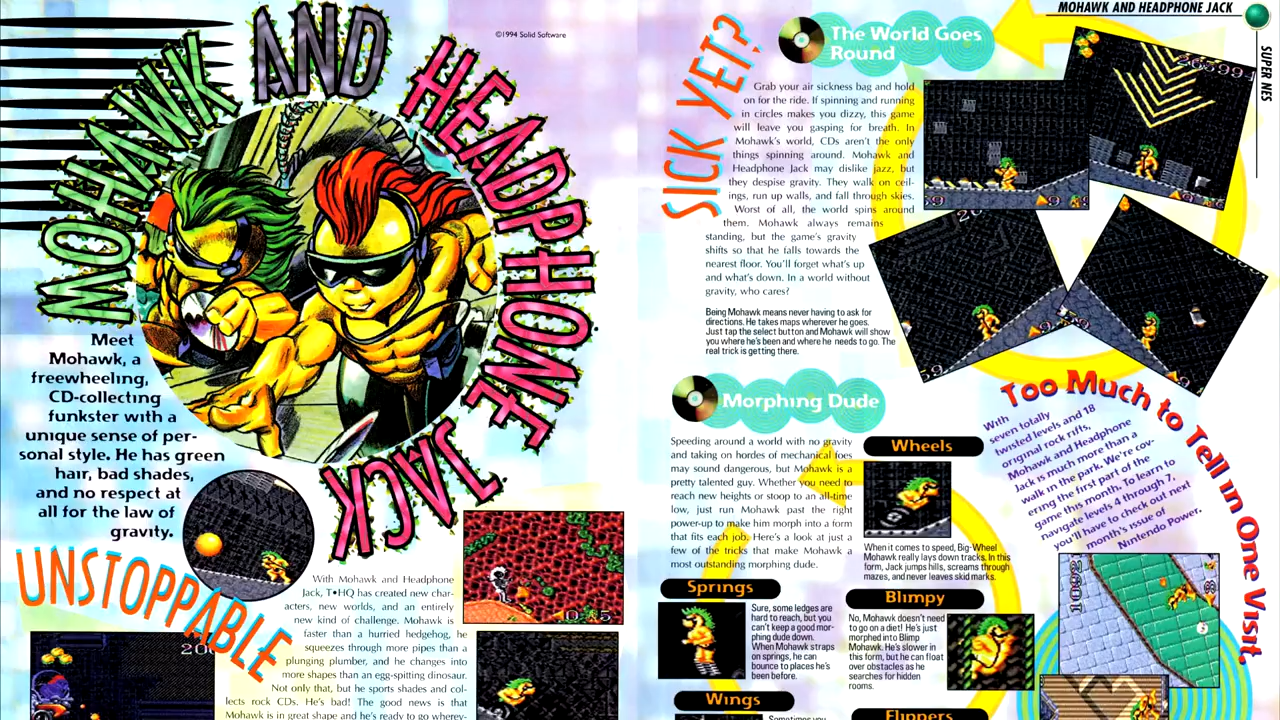 MOHAWK AND HEADPHONE JACK
©1994 Solid Software
Meet
Mohawk, a
freewheeling,
CD-collecting
funkster with a
unique sense of per-
sonal style. He has green
hair, bad shades,
and no respect at
all for the law of
gravity.
UNSTOPPABLE
With Mohawk and Headphone
Jack, T•HQ has created new char-
acters, new worlds, and an entirely
new kind of challenge. Mohawk is
faster than a hurried hedgehog, he
squeezes through more pipes than a
plunging plumber, and he changes into
more shapes than an egg-spitting dinosaur.
Not only that, but he sports shades and col-
lects rock CDs. He's bad! The good news is that
Mohawk is in great shape and he's ready to go wherev-
MOHAWK AND HEADPHONE JACK
SUPER NES
SICK YET?
The World Goes
Round
Grab your air sickness bag and hold
on for the ride. If spinning and running
in circles makes you dizzy, this game
will leave you gasping for breath. In
Mohawk's world, CDs aren't the only
things spinning around. Mohawk and
Headphone Jack may dislike jazz, but
they despise gravity. They walk on ceil-
ings, run up walls, and fall through skies.
Worst of all, the world spins around
them. Mohawk always remains
standing, but the game's gravity
shifts so that he falls towards the
nearest floor. You'll forget what's up
and what's down. In a world without
gravity, who cares?
Being Mohawk means never having to ask for
directions. He takes maps wherever he goes.
Just tap the select button and Mohawk will show
you where he's been and where he needs to go. The
real trick is getting there.
Morphing Dude
Speeding around a world with no gravity
and taking on hordes of mechanical foes
may sound dangerous, but Mohawk is a
pretty talented guy. Whether you need to
reach new heights or stoop to an all-time
low, just run Mohawk past the right
power-up to make him morph into a form
that fits each job. Here's a look at just a
few of the tricks that make Mohawk a
most outstanding morphing dude.
Wheels
When it comes to speed, Big-Wheel
Mohawk really lays down tracks. In this
form, Jack jumps hills, screams through
mazes, and never leaves skid marks.
Springs
Sure, some ledges are
hard to reach, but you
can't keep a good mor-
phing dude down.
When Mohawk straps
on springs, he can
bounce to places he's
been before.
Blimpy
No, Mohawk doesn't need
to go on a diet! He's just
morphed into Blimp
Mohawk. He's slower in
this form, but he can float
over obstacles as he
searches for hidden
rooms.
Wings
Sometimes you
Flippers
Too Much to Tell in One Visit
With
seven totally
twisted levels and 18
original rock rifts,
Mohawk and Headphone
Jack is much more than a
walk in the park. We're cov-
ering the first part of the
game this month. To learn to
navigate levels 4 through 7,
you'll have to check out next
month's issue of
Nintendo Power.